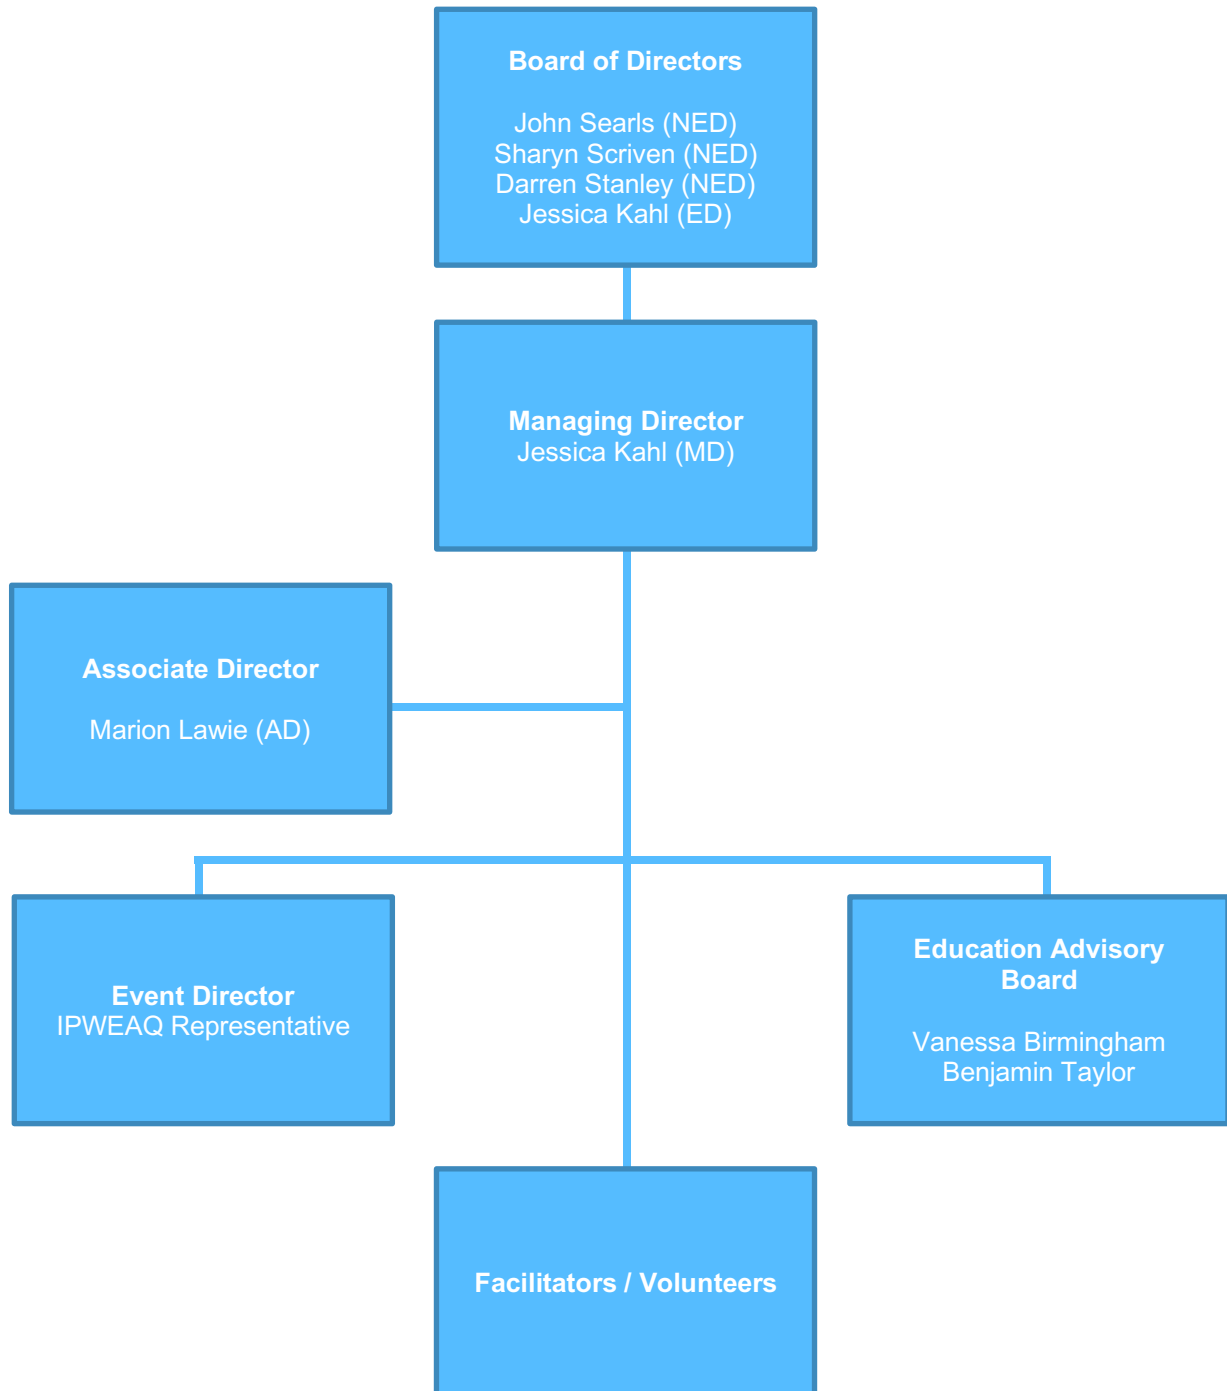 Board of Directors
John Searls (NED)
Sharyn Scriven (NED)
Darren Stanley (NED)
Jessica Kahl (ED)
Managing Director
Jessica Kahl (MD)
Associate Director
Marion Lawie (AD)
Event Director
IPWEAQ Representative
Education Advisory
Board
Vanessa Birmingham
Benjamin Taylor
Facilitators / Volunteers